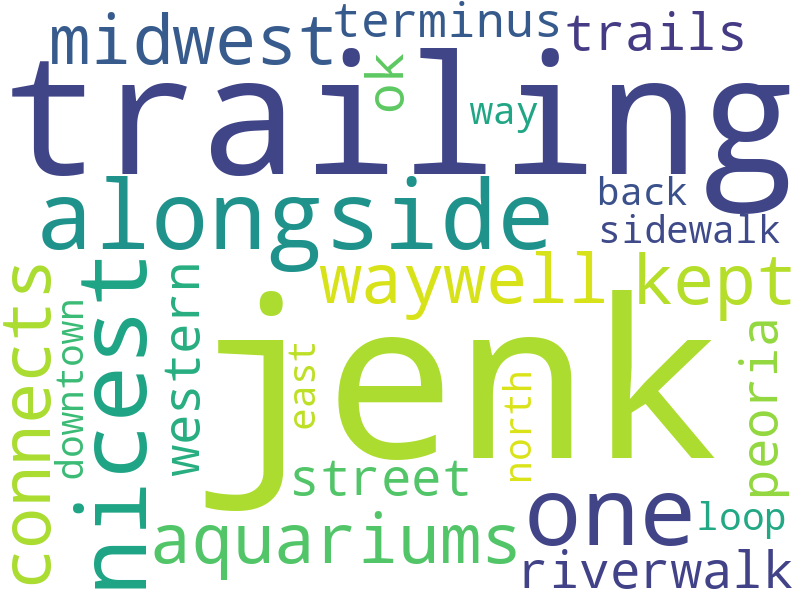 midwest
terminus
trails
trailing
ok
way
alongside
back
sidewalk
connects
downtown
nicest
western
waywell
kept
jenk
east
north
peoria
street
aquariums
one
loop
riverwalk